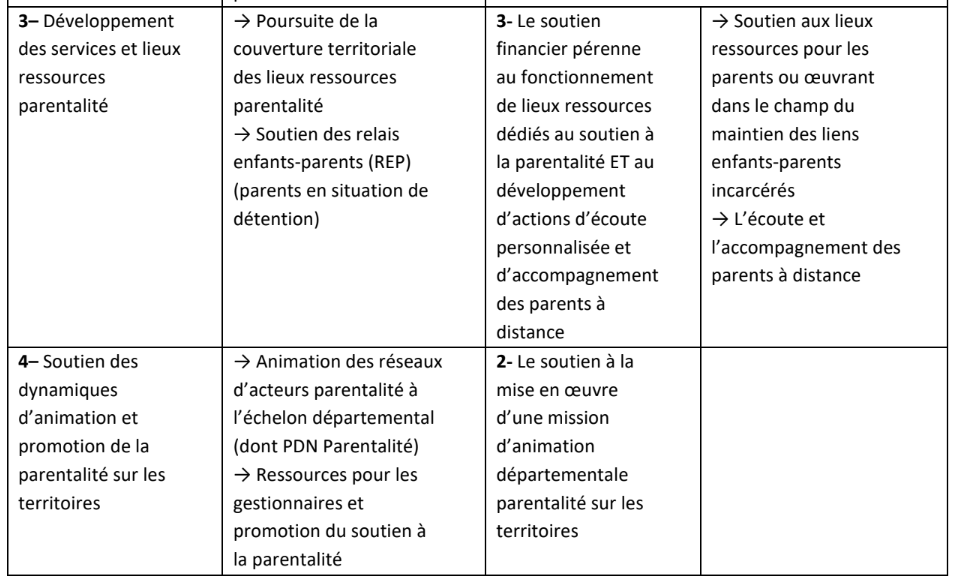 3– Développement
des services et lieux
ressources
parentalité
→ Poursuite de la
couverture territoriale
des lieux ressources
parentalité
→ Soutien des relais
enfants-parents (REP)
(parents en situation de
détention)
3- Le soutien
financier pérenne
au fonctionnement
de lieux ressources
dédiés au soutien à
la parentalité ET au
développement
d’actions d’écoute
personnalisée et
d’accompagnement
des parents à
distance
→ Soutien aux lieux
ressources pour les
parents ou œuvrant
dans le champ du
maintien des liens
enfants-parents
incarcérés
→ L’écoute et
l’accompagnement des
parents à distance
4– Soutien des
dynamiques
d’animation et
promotion de la
parentalité sur les
territoires
→ Animation des réseaux
d’acteurs parentalité à
l’échelon départemental
(dont PDN Parentalité)
→ Ressources pour les
gestionnaires et
promotion du soutien à
la parentalité
2- Le soutien à la
mise en œuvre
d’une mission
d’animation
départementale
parentalité sur les
territoires